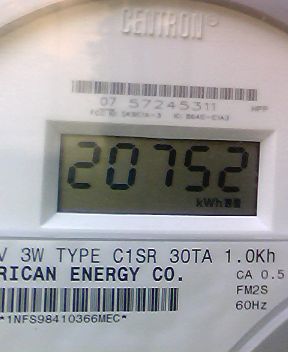 CENTRON®
07 57245311
20752
kWh
V 3W TYPE C1SR 30TA 1.0Kh
RICAN ENERGY CO.
CA 0.5
FM2S
60Hz
*1NFS98410366MEC*